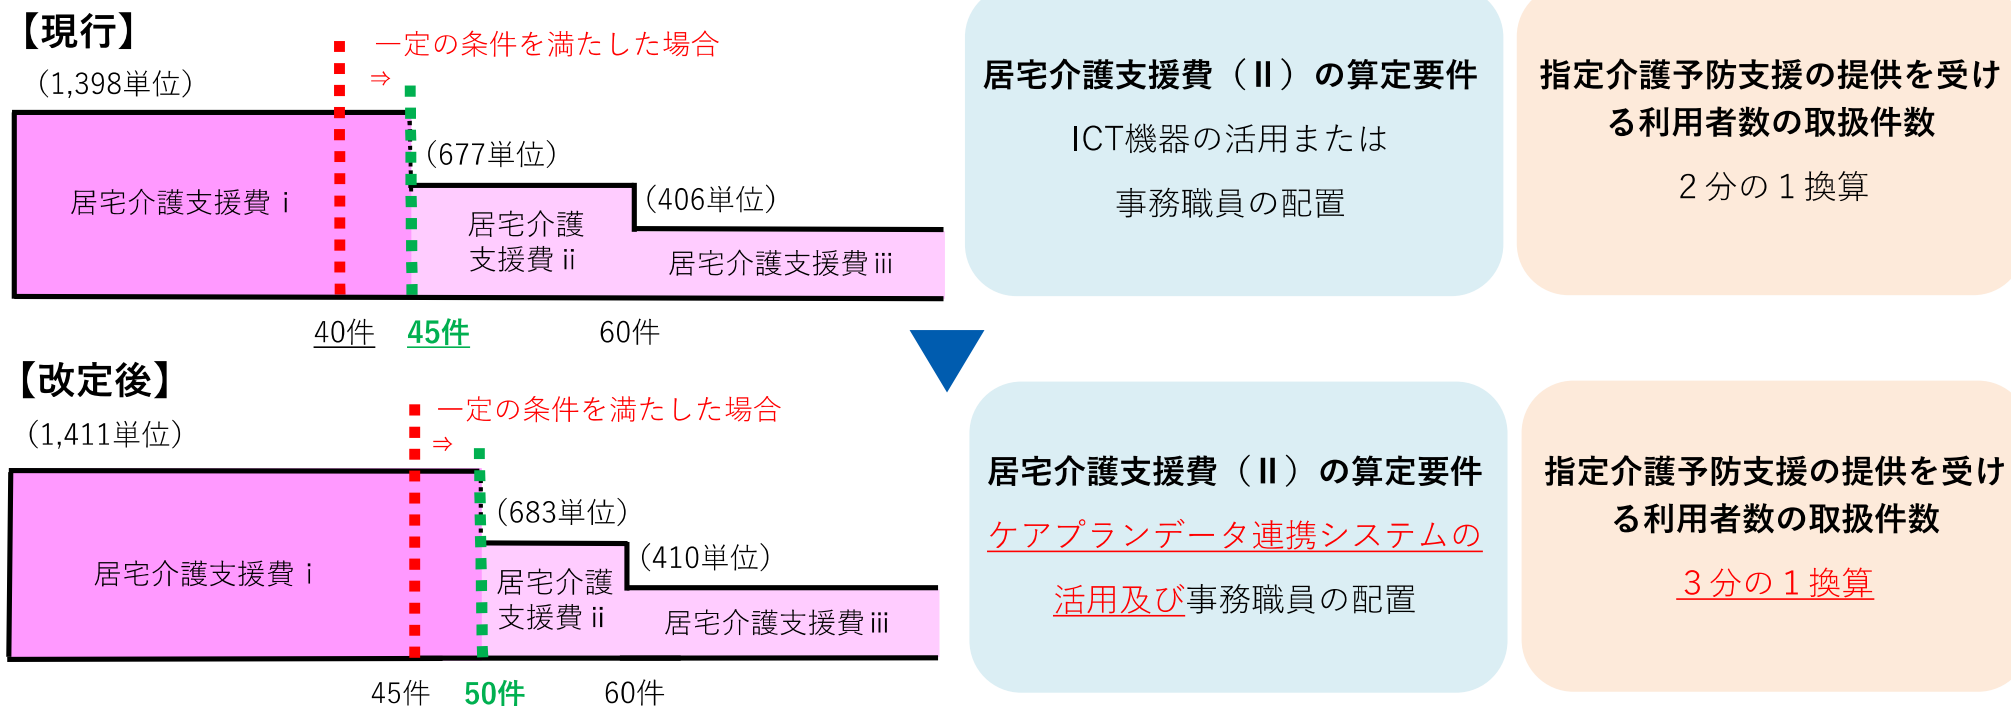 【現行】
一定の条件を満たした場合
⇒
（1,398単位）
（677単位）
（406単位）
居宅介護支援費ⅰ
居宅介護
支援費ⅱ
居宅介護支援費ⅲ
40件
45件
60件
居宅介護支援費（Ⅱ）の算定要件
ICT機器の活用または
事務職員の配置
指定介護予防支援の提供を受け
る利用者数の取扱件数
２分の１換算
【改定後】
一定の条件を満たした場合
⇒
（1,411単位）
（683単位）
（410単位）
居宅介護支援費ⅰ
居宅介護
支援費ⅱ
居宅介護支援費ⅲ
45件
50件
60件
居宅介護支援費（Ⅱ）の算定要件
ケアプランデータ連携システムの
活用及び事務職員の配置
指定介護予防支援の提供を受け
る利用者数の取扱件数
３分の１換算